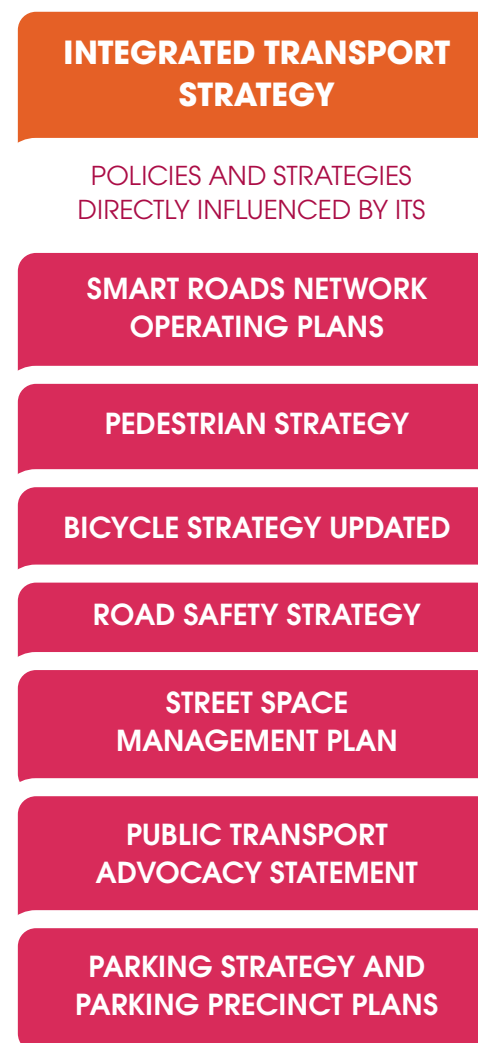 INTEGRATED TRANSPORT
STRATEGY
POLICIES AND STRATEGIES
DIRECTLY INFLUENCED BY ITS
SMART ROADS NETWORK
OPERATING PLANS
PEDESTRIAN STRATEGY
BICYCLE STRATEGY UPDATED
ROAD SAFETY STRATEGY
STREET SPACE
MANAGEMENT PLAN
PUBLIC TRANSPORT
ADVOCACY STATEMENT
PARKING STRATEGY AND
PARKING PRECINCT PLANS